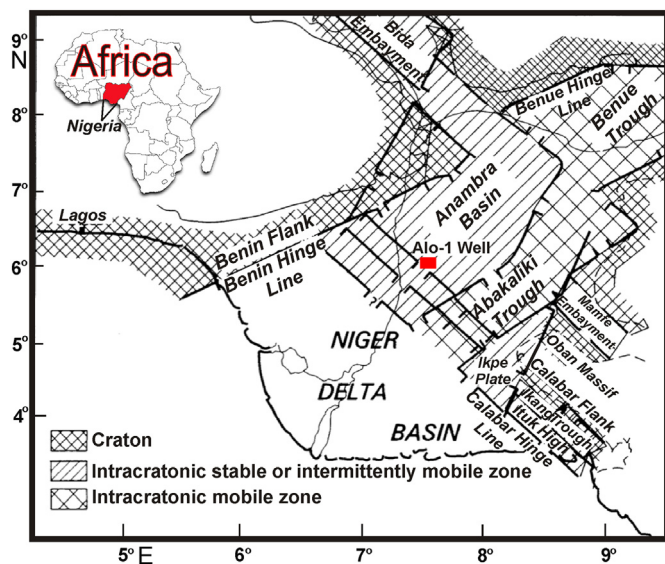 9°
N
8°
7°
6°
5°
4°
Africa
Nigeria
Bida
Embayment
Benue Hinge
Line
Benue
Trough
Anambra
Basin
Lagos
Benin Flank
Benin Hinge
Line
Alo-1 Well
Abakaliki
Trough
Mamfe
Embayment
NIGER
DELTA
BASIN
Ikpe
Plate
Oban Massif
Calabar Flank
Ikang Trough
Ituk High
Calabar Hinge
Line
Craton
Intracratonic stable or intermittently mobile zone
Intracratonic mobile zone
5° E
6°
7°
8°
9°